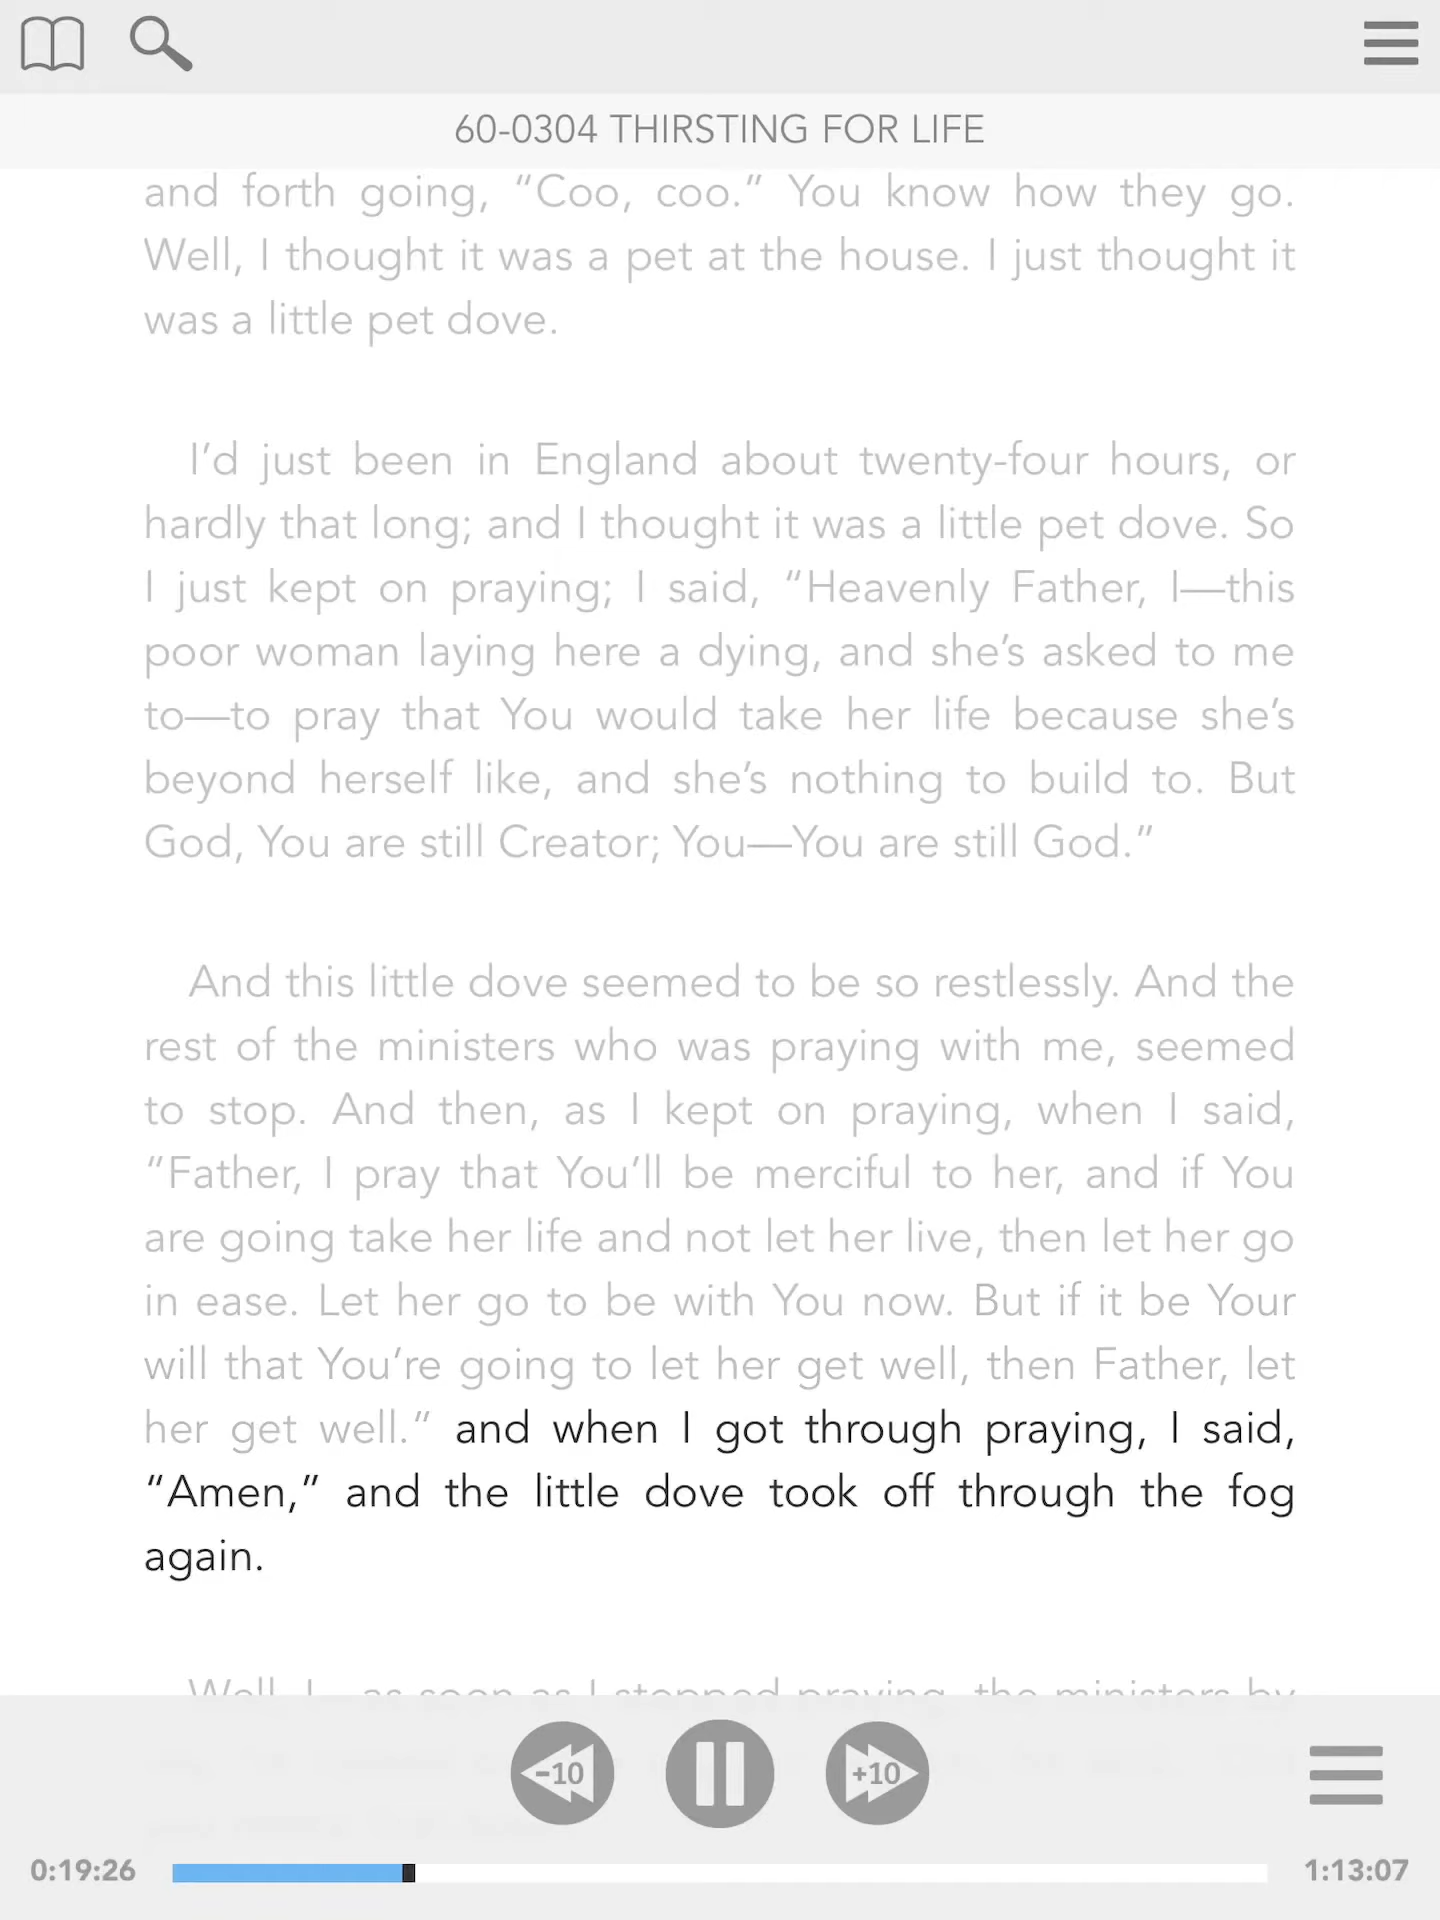 60-0304 THIRSTING FOR LIFE
and forth going, “Coo, coo.” You know how they go.
Well, I thought it was a pet at the house. I just thought it
was a little pet dove.
I’d just been in England about twenty-four hours, or
hardly that long; and I thought it was a little pet dove. So
I just kept on praying; I said, “Heavenly Father, I—this
poor woman laying here a dying, and she’s asked to me
to—to pray that You would take her life because she’s
beyond herself like, and she’s nothing to build to. But
God, You are still Creator; You—You are still God.”
And this little dove seemed to be so restlessly. And the
rest of the ministers who was praying with me, seemed
to stop. And then, as I kept on praying, when I said,
“Father, I pray that You’ll be merciful to her, and if You
are going take her life and not let her live, then let her go
in ease. Let her go to be with You now. But if it be Your
will that You’re going to let her get well, then Father, let
her get well.” and when I got through praying, I said,
“Amen,” and the little dove took off through the fog
again.
Well, I—as soon as I stopped praying, the ministers by
-10 +10
0:19:26 1:13:07